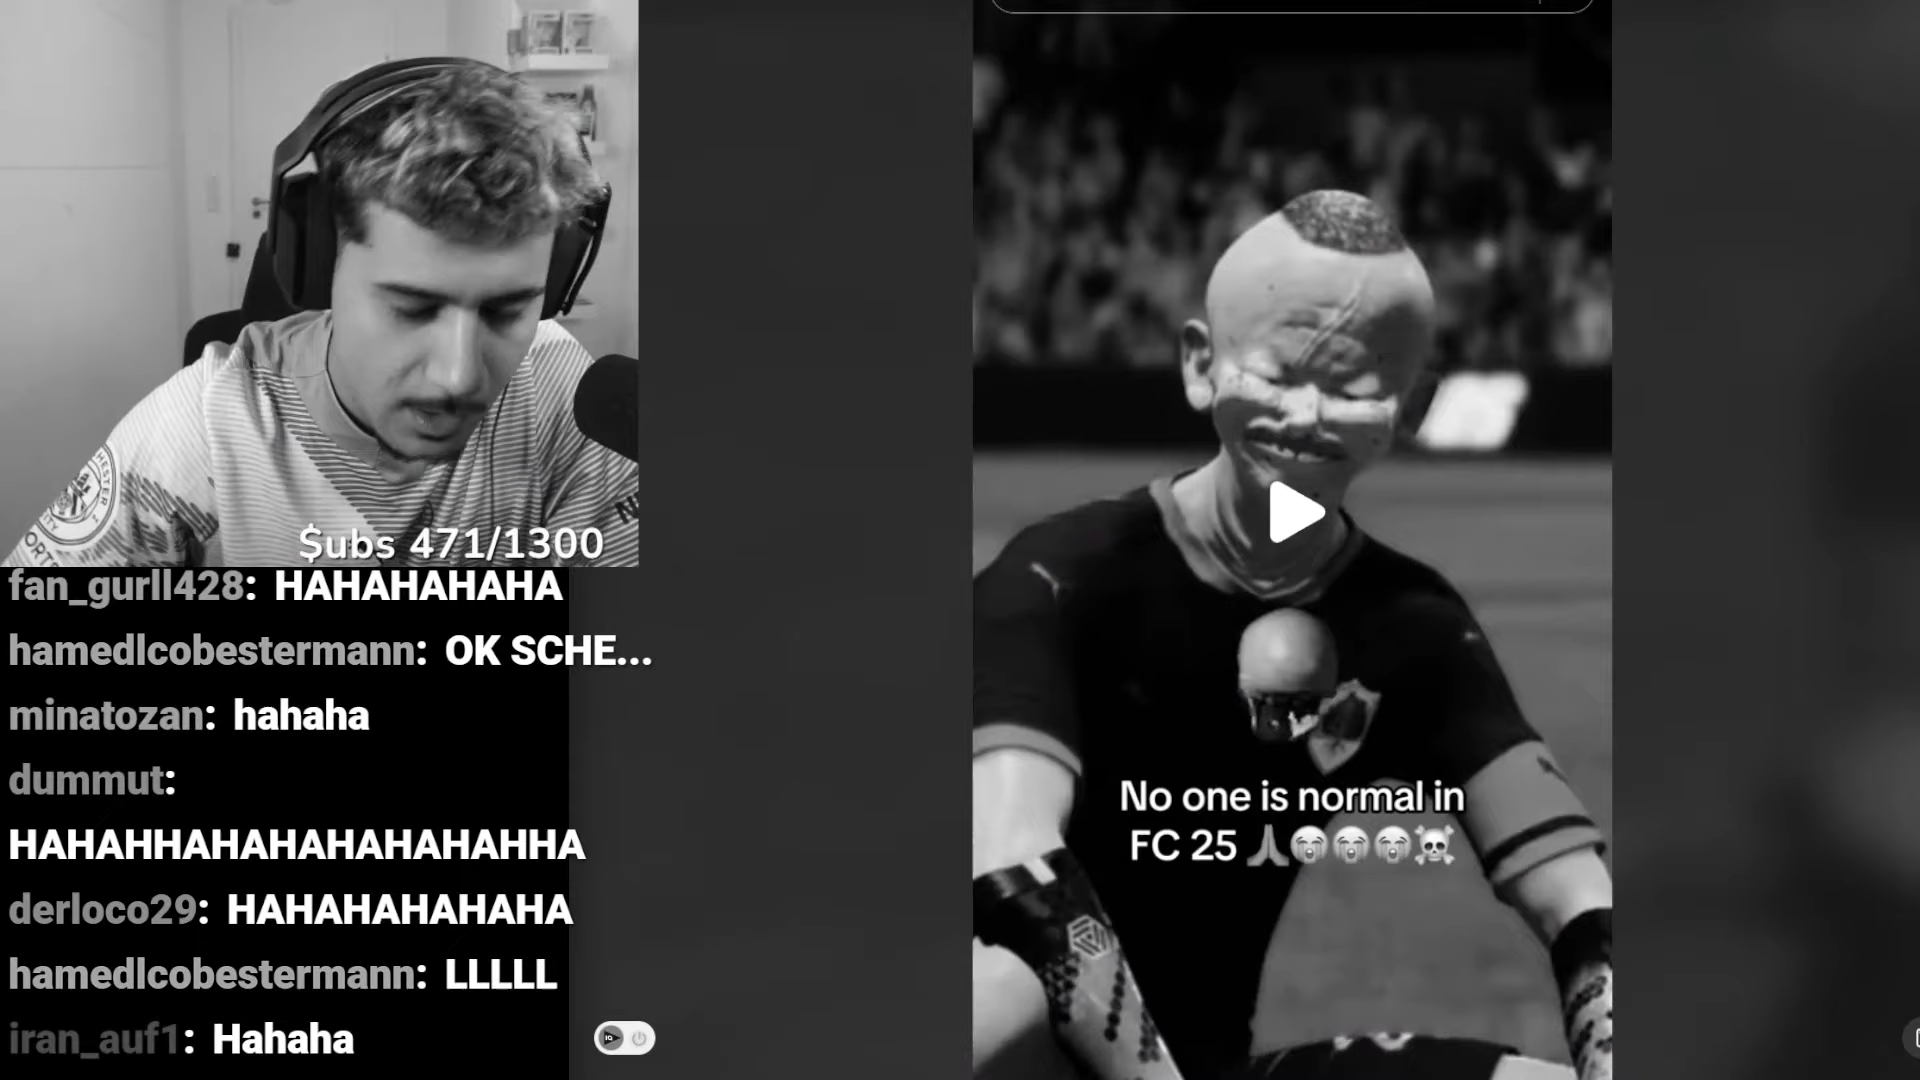 $ubs 471/1300
fan_gurll428: HAHAHAHAHA
hamedlcobestermann: OK SCHE...
minatozan: hahaha
dummut:
HAHAHHAHAHAHAHAHAHHA
derloco29: HAHAHAHAHAHA
hamedlcobestermann: LLLLL
iran_auf1: Hahaha
No one is normal in
FC 25 🙏😭😭😭☠️